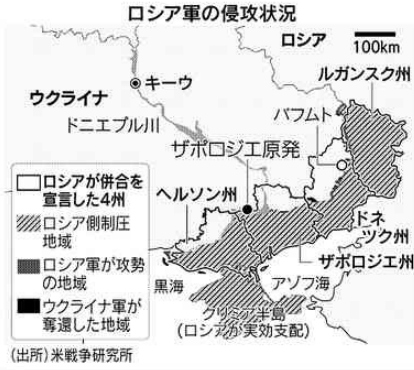 ロシア軍の侵攻状況
ロシア
100km
ルガンスク州
キーウ
ウクライナ
バフムト
ドニエプル川
ザポロジエ原発
ロシアが併合を
宣言した4州
ヘルソン州
ロシア側制圧
地域
ドネ
ツク州
ロシア軍が攻勢
の地域
ザポロジエ州
黒海
アゾフ海
ウクライナ軍が
奪還した地域
クリミア半島
(ロシアが実効支配)
(出所)米戦争研究所